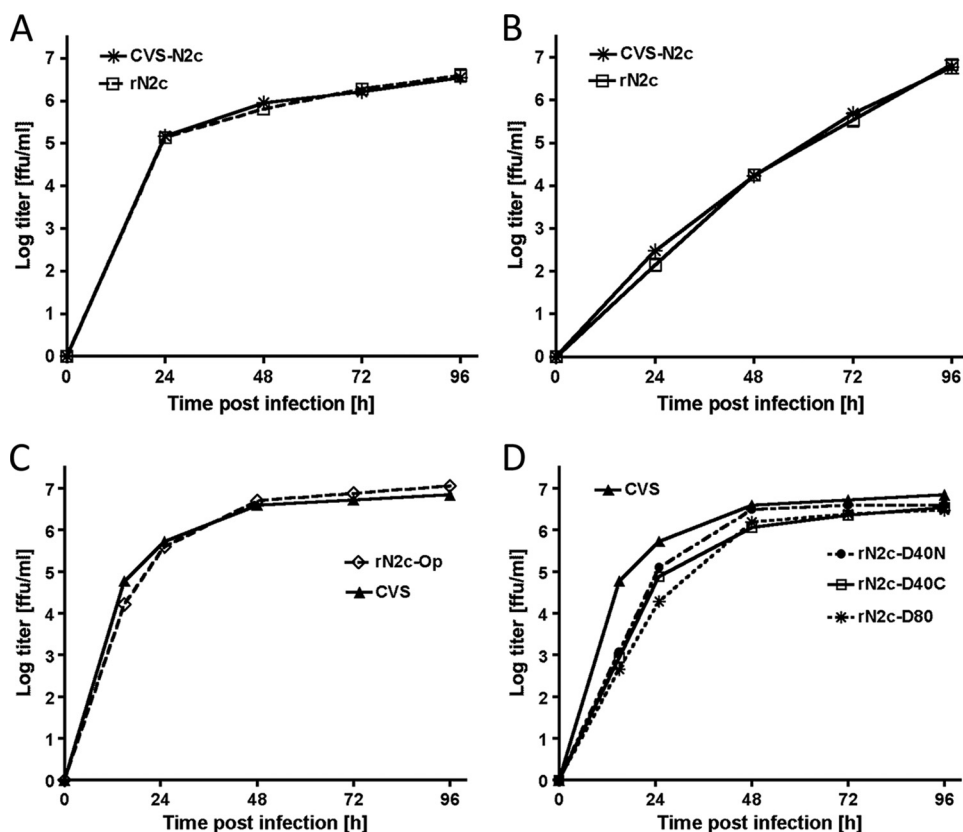 A
CVS-N2c
rN2c
Log titer [ffu/ml]
7
6
5
4
3
2
1
0
0 24 48 72 96
Time post infection [h]
B
CVS-N2c
rN2c
Log titer [ffu/ml]
7
6
5
4
3
2
1
0
0 24 48 72 96
Time post infection [h]
C
rN2c-Op
CVS
Log titer [ffu/ml]
7
6
5
4
3
2
1
0
0 24 48 72 96
Time post infection [h]
D
CVS
rN2c-D40N
rN2c-D40C
rN2c-D80
Log titer [ffu/ml]
7
6
5
4
3
2
1
0
0 24 48 72 96
Time post infection [h]